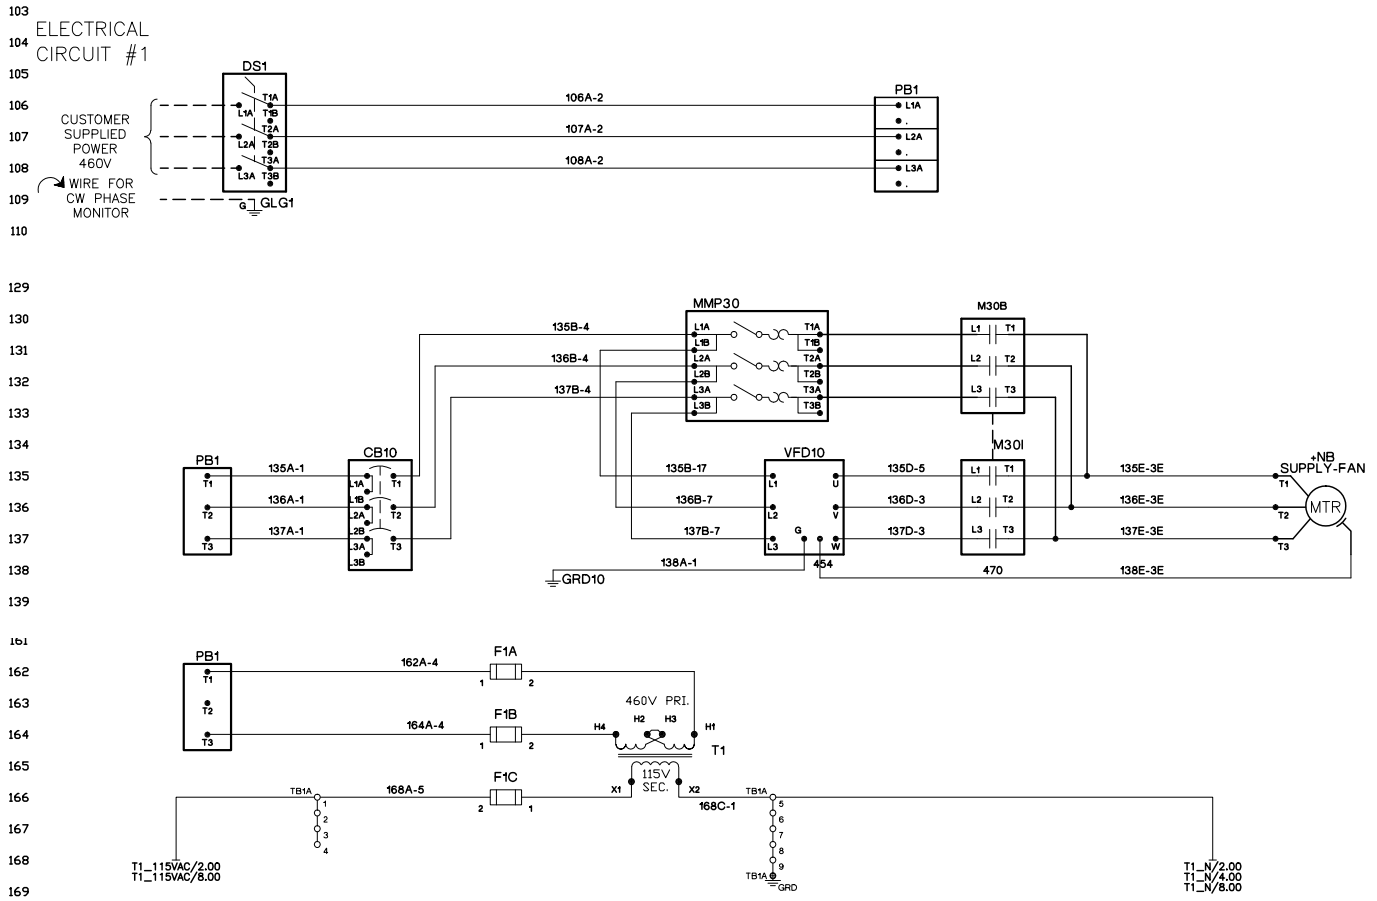 103
104
105
106
107
108
109
110
ELECTRICAL
CIRCUIT #1
DS1
CUSTOMER
SUPPLIED
POWER
460V
WIRE FOR
CW PHASE
MONITOR
L1A
T1A
T1B
L2A
T2A
T2B
L3A
T3A
T3B
G
GLG1
106A-2
107A-2
108A-2
PB1
L1A
.
L2A
.
L3A
.
129
130
131
132
133
134
135
136
137
138
139
PB1
T1
T2
T3
135A-1
136A-1
137A-1
CB10
L1A
L1B
L2A
L2B
L3A
L3B
T1
T2
T3
135B-4
136B-4
137B-4
MMP30
L1A
L1B
L2A
L2B
L3A
L3B
T1A
T1B
T2A
T2B
T3A
T3B
M30B
L1 T1
L2 T2
L3 T3
135B-17
136B-7
137B-7
138A-1
GRD10
VFD10
L1
L2
L3
G
U
V
W
454
135D-5
136D-3
137D-3
M30I
L1 T1
L2 T2
L3 T3
470
135E-3E
136E-3E
137E-3E
138E-3E
+NB
SUPPLY-FAN
T1
T2
T3
MTR
161
162
163
164
165
166
167
168
169
PB1
T1
T2
T3
162A-4
F1A
1 2
164A-4
F1B
1 2
460V PRI.
H4 H2 H3 H1
T1
115V
SEC.
X1 X2
168A-5
F1C
2 1
168C-1
TB1A
1
2
3
4
TB1A
5
6
7
8
9
TB1A
GRD
T1_115VAC/2.00
T1_115VAC/8.00
T1_N/2.00
T1_N/4.00
T1_N/8.00